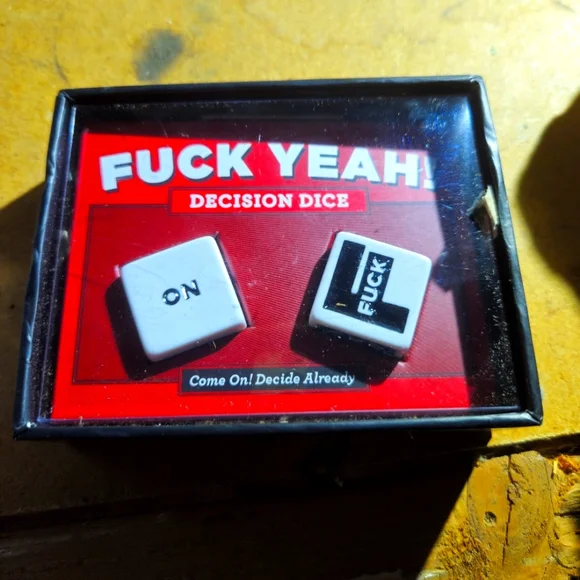 FUCK YEAH!
DECISION DICE
ON
FUCK
Come On! Decide Already